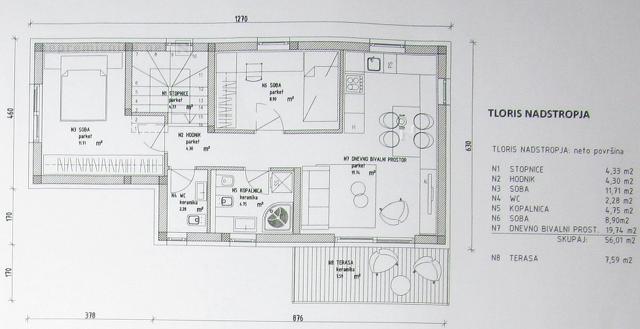 1270
460
170
170
630
378
876
N1 STOPNICE
parket
4.33 m²
N2 HODNIK
parket
4.30 m²
N3 SOBA
parket
11.71 m²
N4 WC
keramika
2.28 m²
N5 KOPALNICA
keramika
4.75 m²
N6 SOBA
parket
8.90 m²
N7 DNEVNO BIVALNI PROSTOR
parket
19.74 m²
N8 TERASA
keramika
7.59 m²
TLORIS NADSTROPJA
TLORIS NADSTROPJA: neto površina
N1 STOPNICE 4,33 m2
N2 HODNIK 4,30 m2
N3 SOBA 11,71 m2
N4 WC 2,28 m2
N5 KOPALNICA 4,75 m2
N6 SOBA 8,90m2
N7 DNEVNO BIVALNI PROST. 19,74 m2
SKUPAJ: 56,01 m2
N8 TERASA 7,59 m2